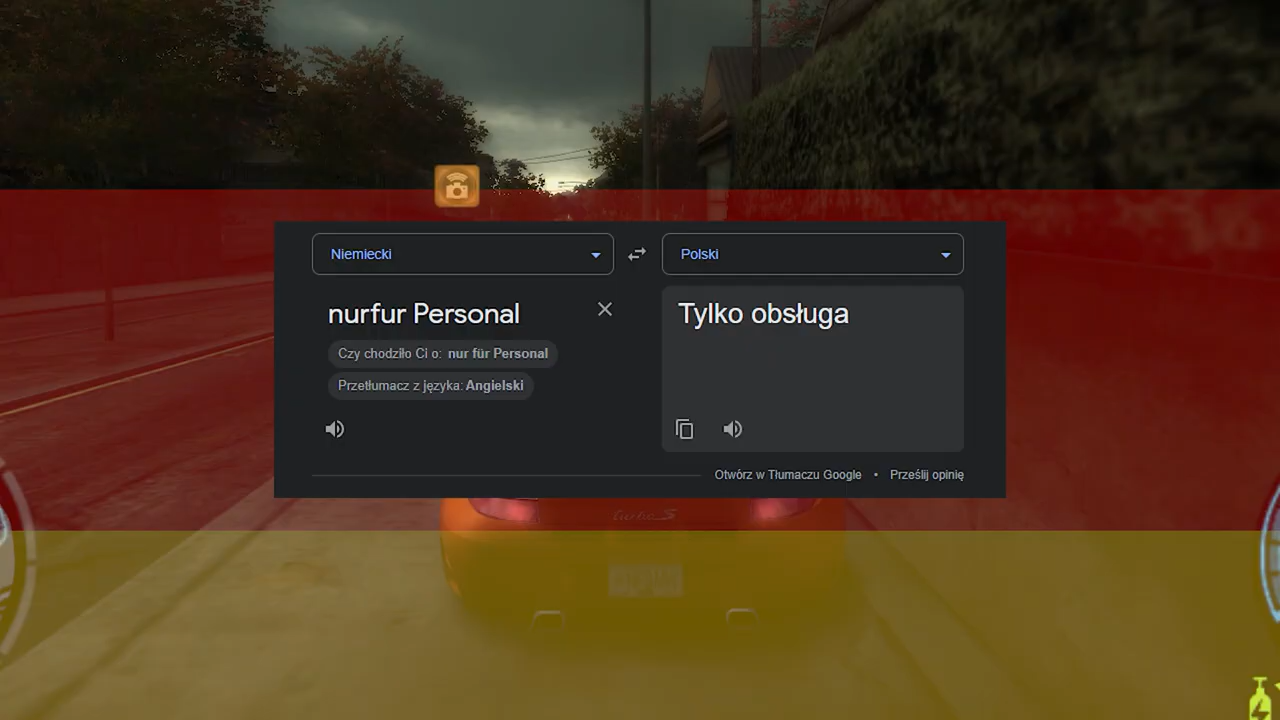 Niemiecki
Polski
nurfur Personal
Tylko obsługa
Czy chodziło Ci o: nur für Personal
Przetłumacz z języka: Angielski
Otwórz w Tłumaczu Google • Prześlij opinię
turbo S